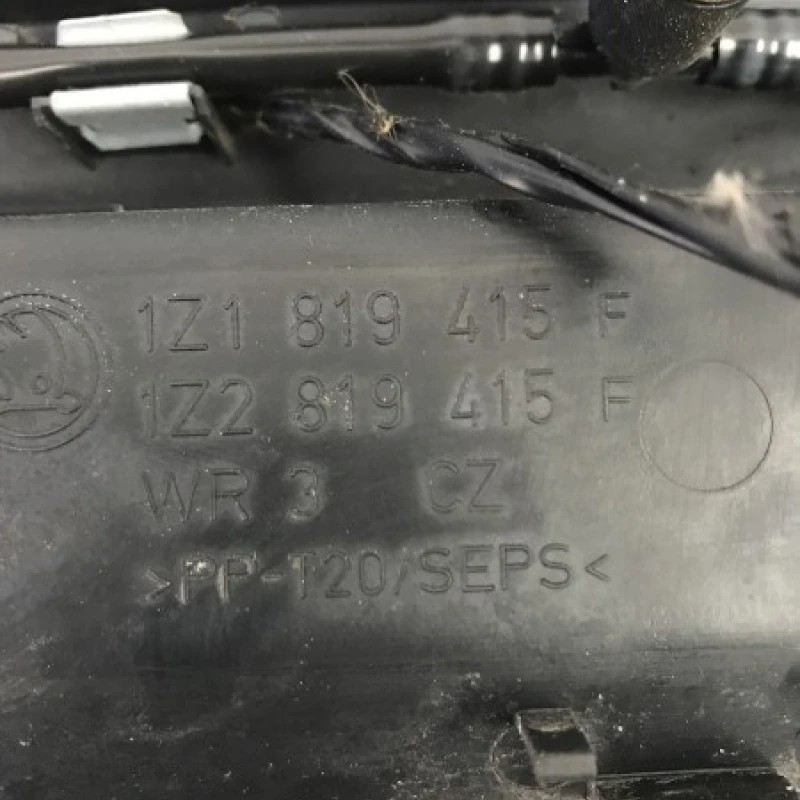 1Z1 819 415 F
1Z2 819 415 F
WR 3 CZ
>PP-T20/SEPS<